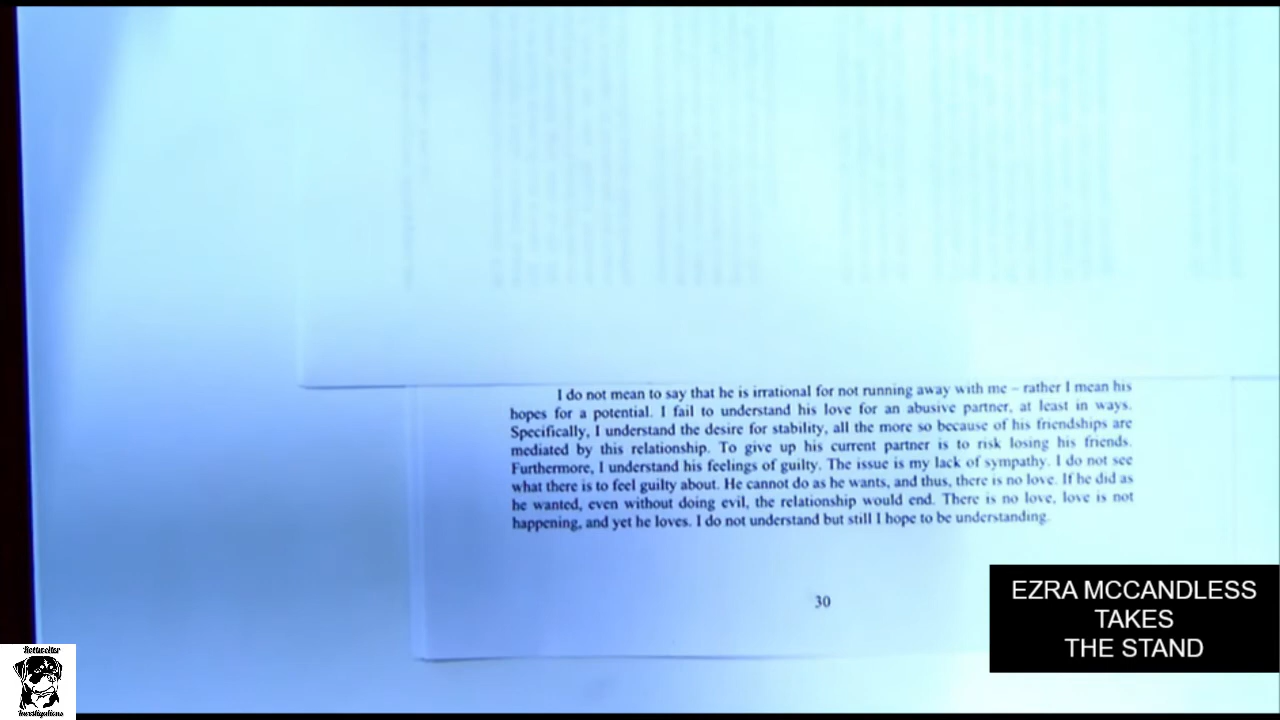 I do not mean to say that he is irrational for not running away with me – rather I mean his
hopes for a potential. I fail to understand his love for an abusive partner, at least in ways.
Specifically, I understand the desire for stability, all the more so because of his friendships are
mediated by this relationship. To give up his current partner is to risk losing his friends.
Furthermore, I understand his feelings of guilty. The issue is my lack of sympathy. I do not see
what there is to feel guilty about. He cannot do as he wants, and thus, there is no love. If he did as
he wanted, even without doing evil, the relationship would end. There is no love, love is not
happening, and yet he loves. I do not understand but still I hope to be understanding.
30
EZRA MCCANDLESS
TAKES
THE STAND
Rottweiler
Investigations